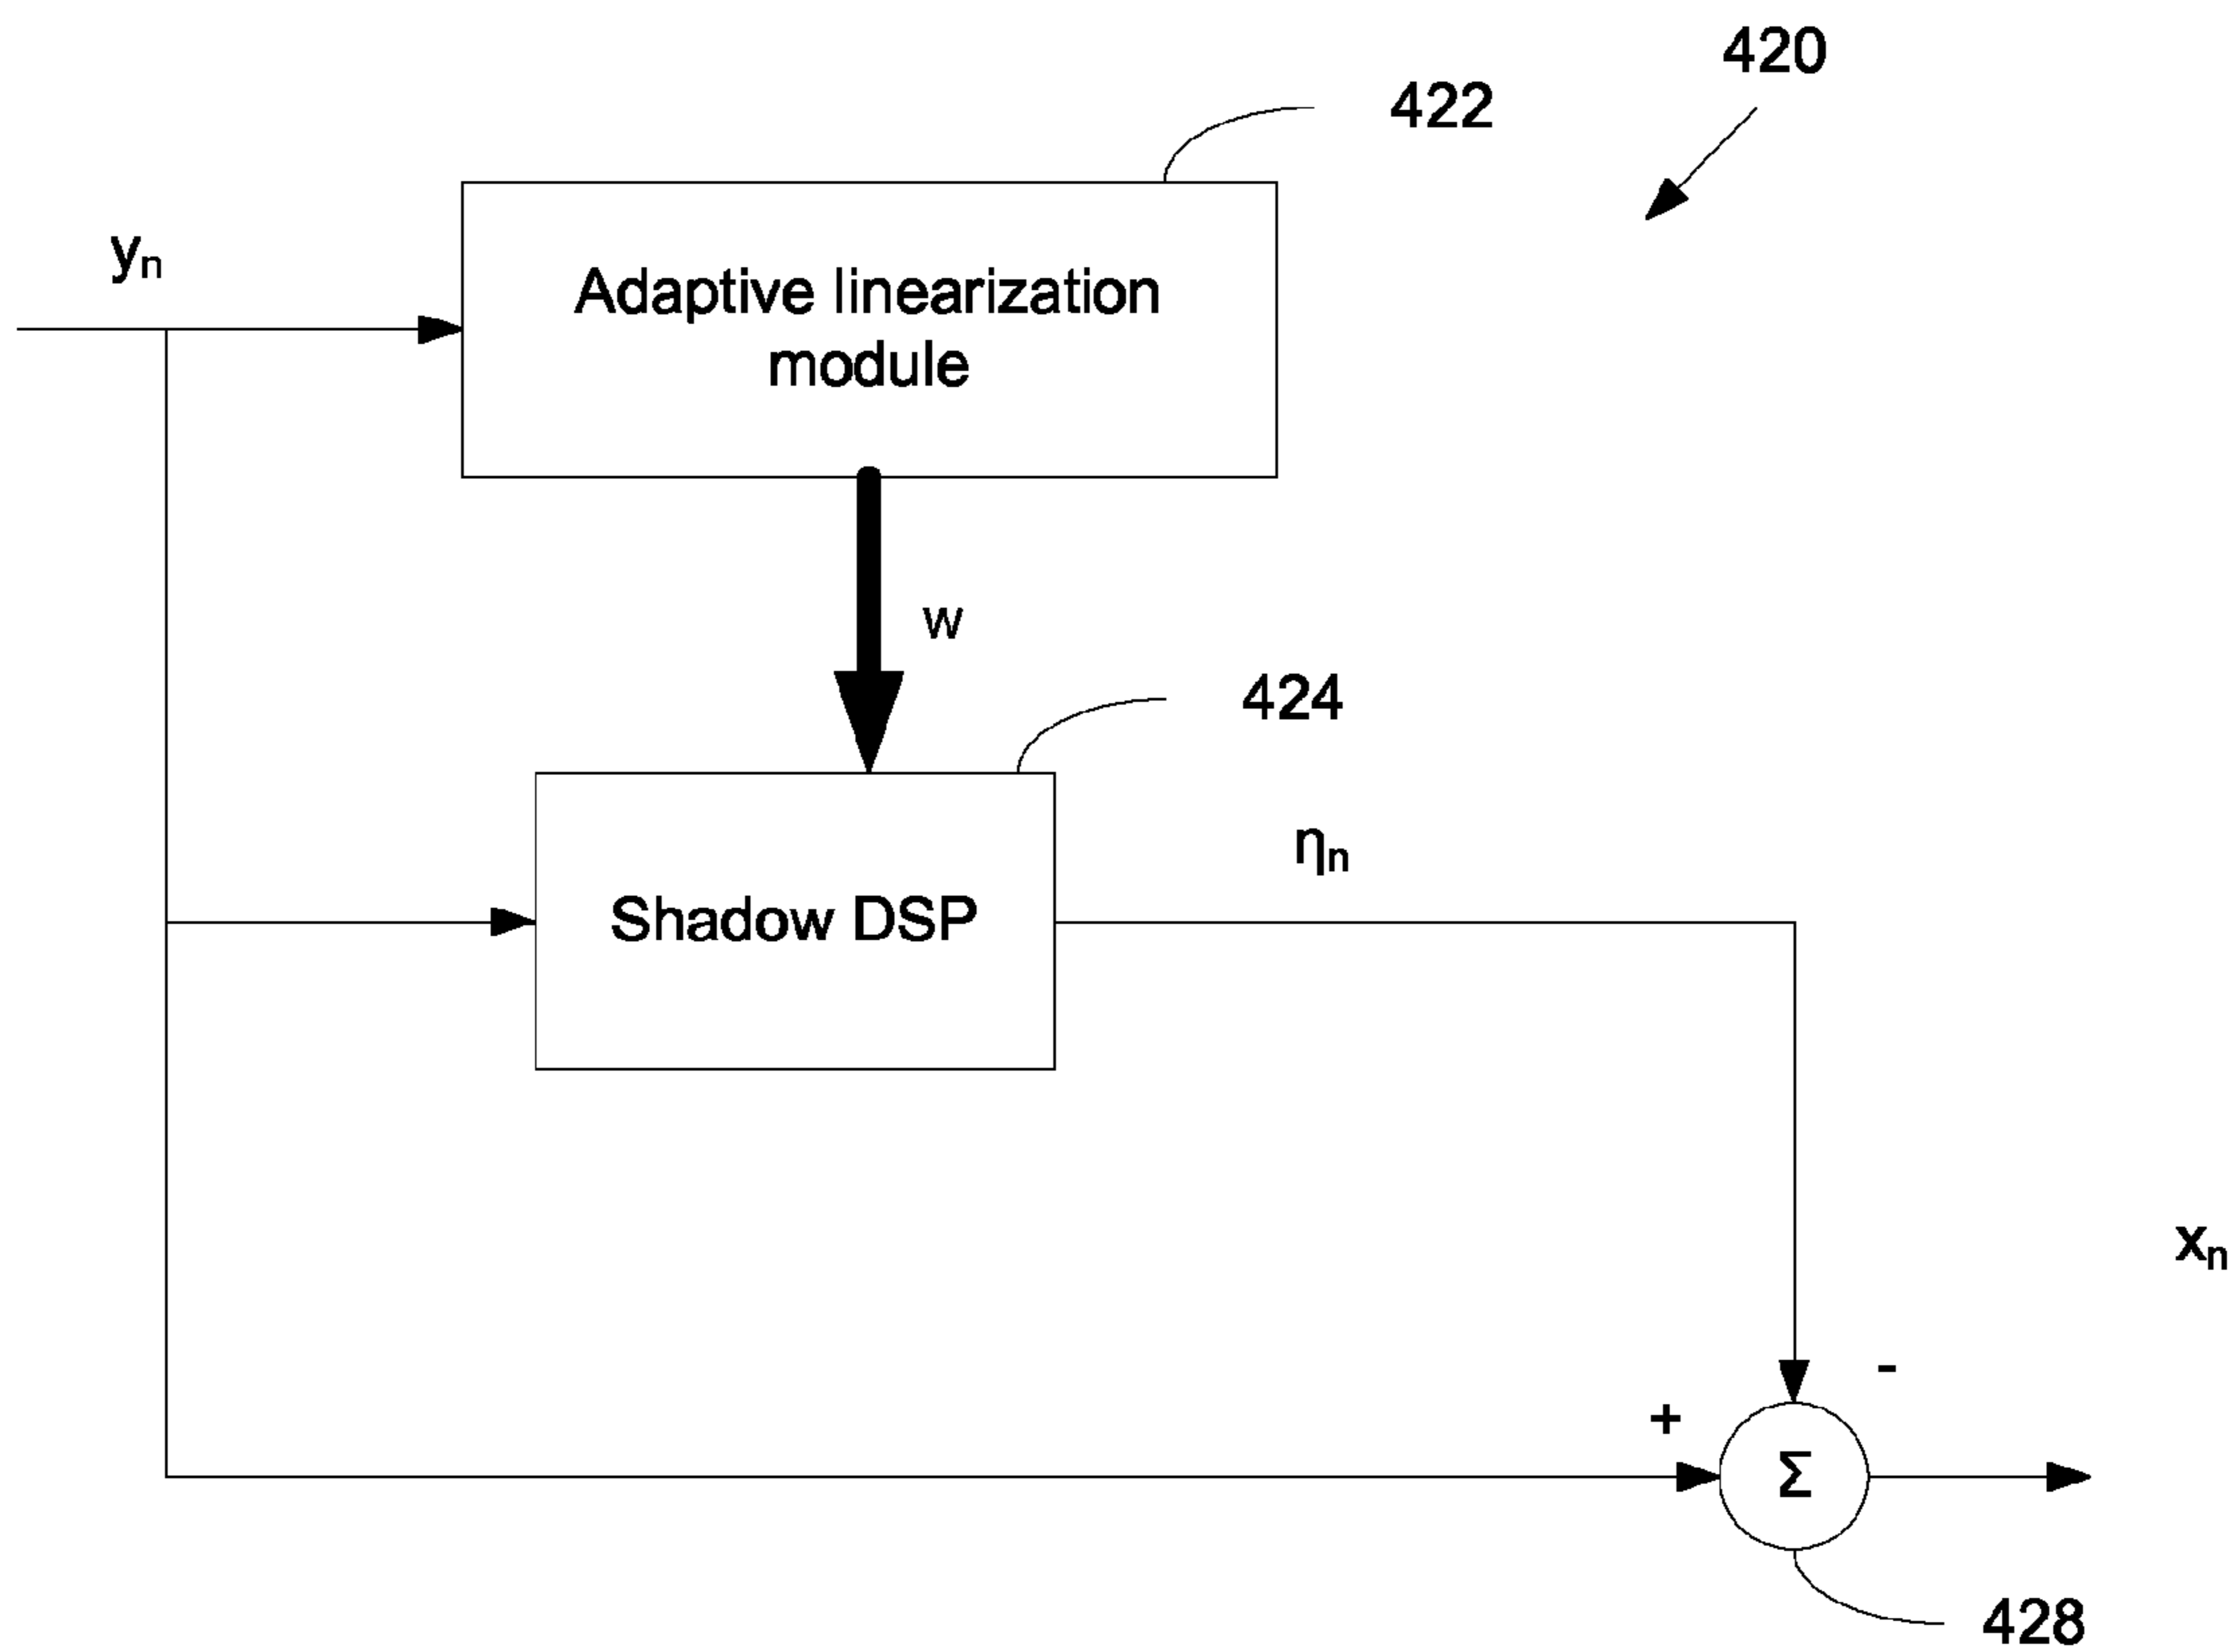 420
422
yn
Adaptive linearization
module
w
424
ηn
Shadow DSP
xn
-
+
Σ
428